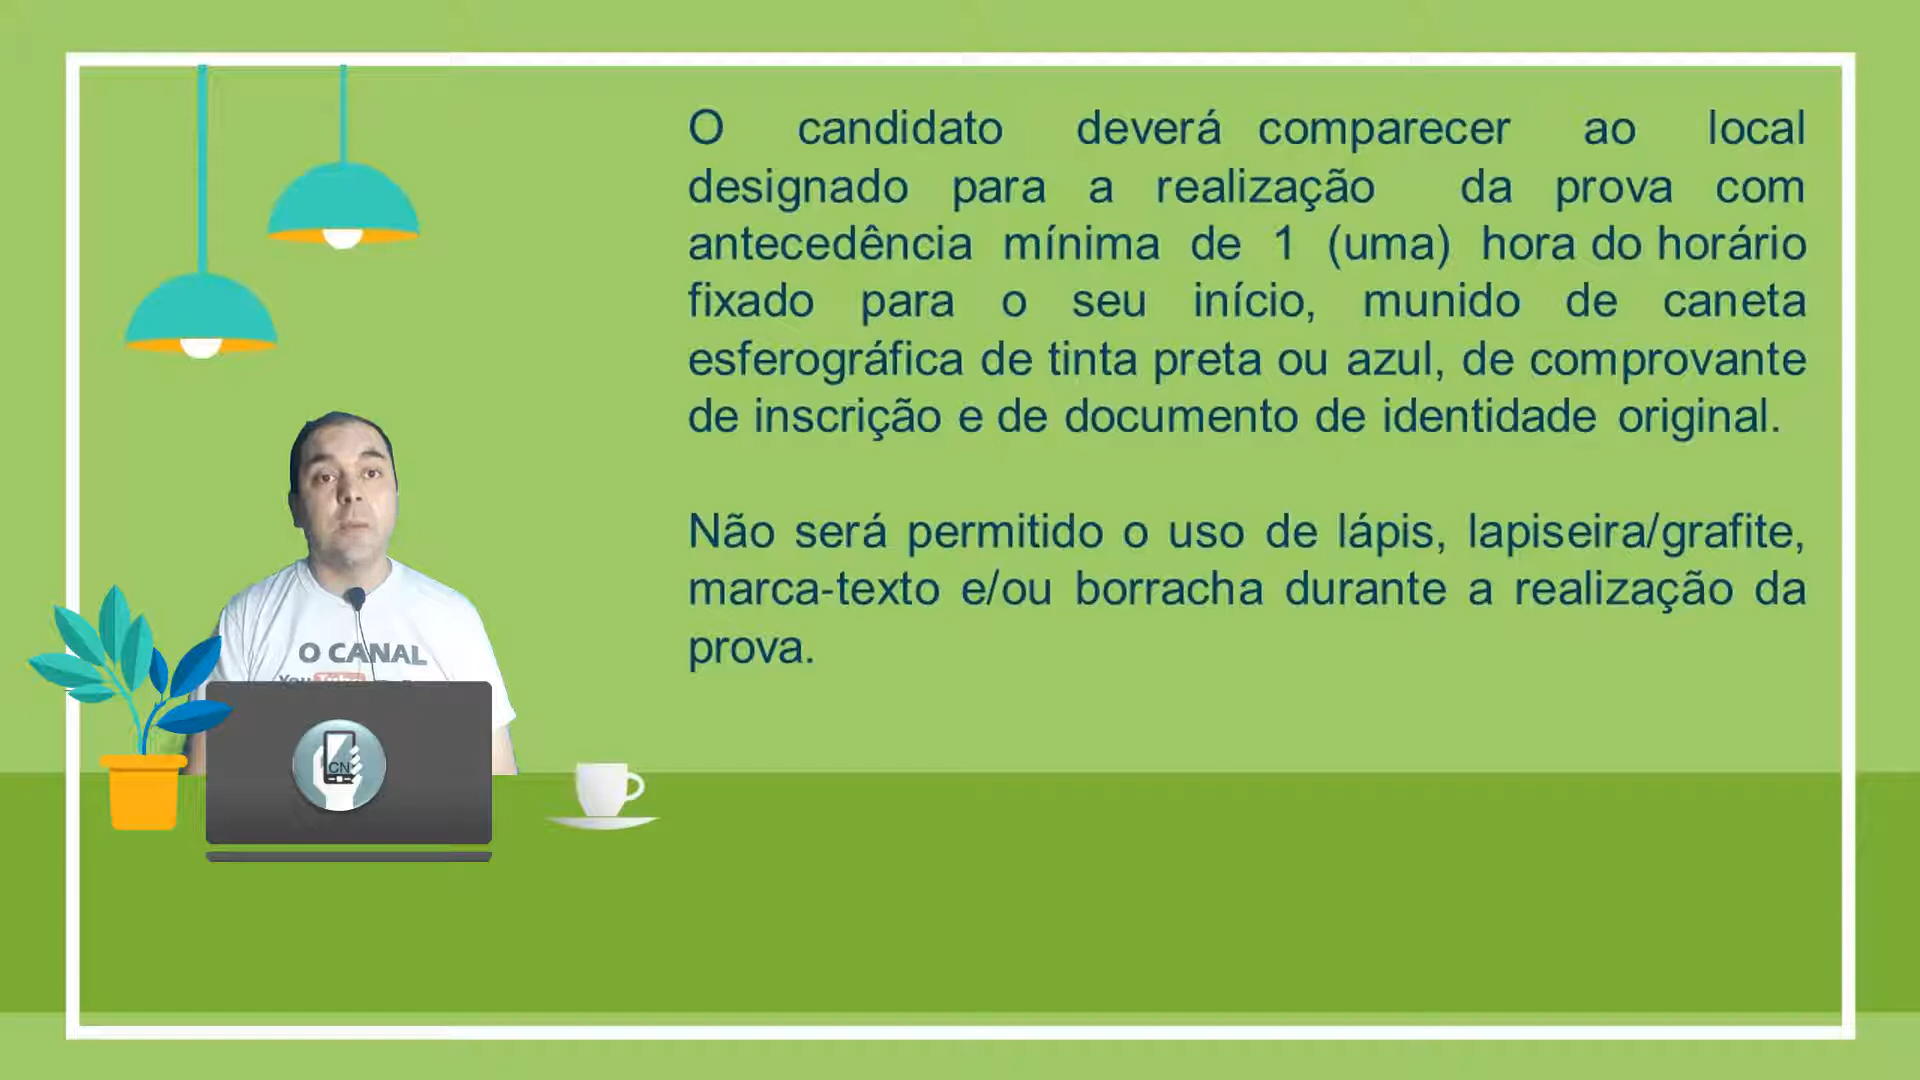 O candidato deverá comparecer ao local
designado para a realização da prova com
antecedência mínima de 1 (uma) hora do horário
fixado para o seu início, munido de caneta
esferográfica de tinta preta ou azul, de comprovante
de inscrição e de documento de identidade original.
Não será permitido o uso de lápis, lapiseira/grafite,
marca-texto e/ou borracha durante a realização da
prova.
O CANAL
YouTube
CN